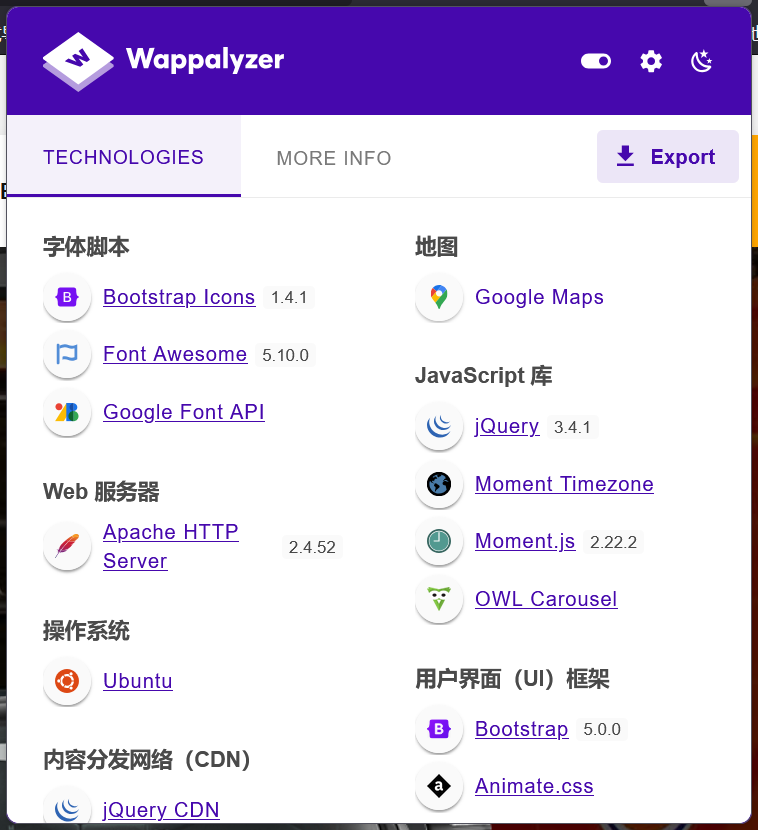 Wappalyzer
TECHNOLOGIES
MORE INFO
Export
字体脚本
Bootstrap Icons 1.4.1
Font Awesome 5.10.0
Google Font API
Web 服务器
Apache HTTP
Server
2.4.52
操作系统
Ubuntu
内容分发网络（CDN）
jQuery CDN
地图
Google Maps
JavaScript 库
jQuery 3.4.1
Moment Timezone
Moment.js 2.22.2
OWL Carousel
用户界面（UI）框架
Bootstrap 5.0.0
Animate.css